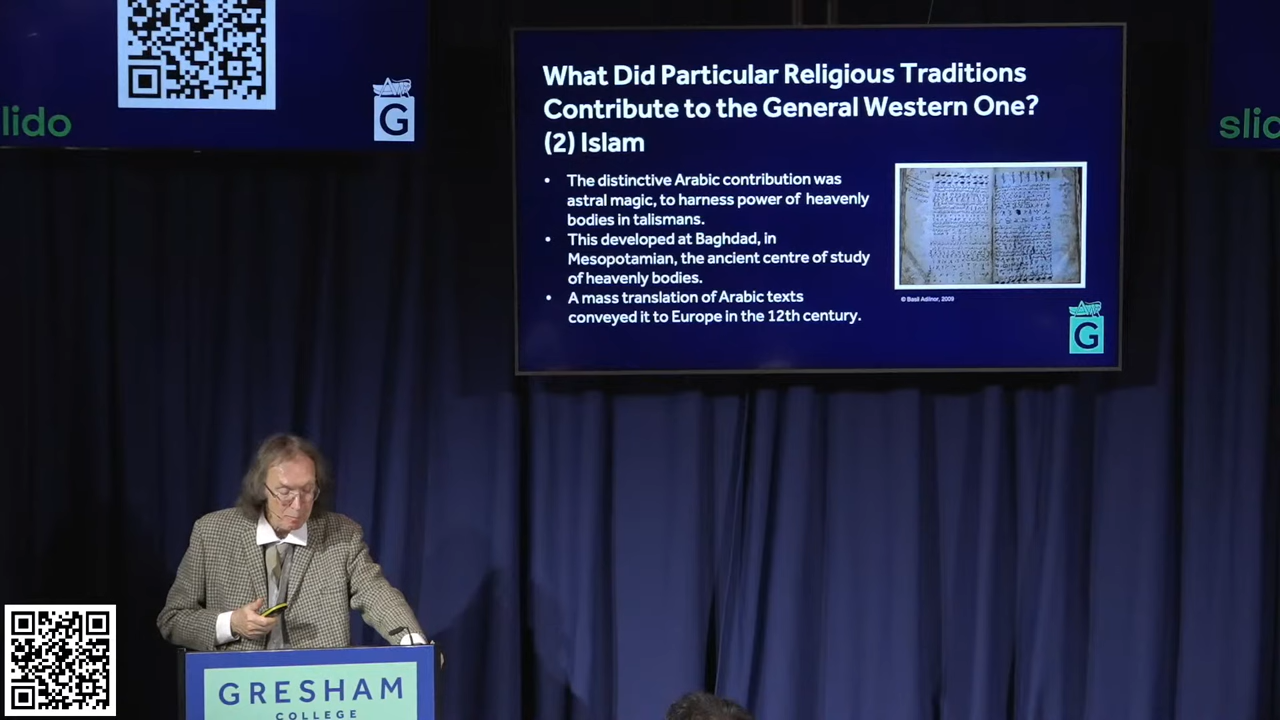 lido
G
What Did Particular Religious Traditions
Contribute to the General Western One?
(2) Islam
• The distinctive Arabic contribution was
astral magic, to harness power of heavenly
bodies in talismans.
• This developed at Baghdad, in
Mesopotamian, the ancient centre of study
of heavenly bodies.
• A mass translation of Arabic texts
conveyed it to Europe in the 12th century.
© Basil Adlinor, 2009
G
slid
GRESHAM
COLLEGE